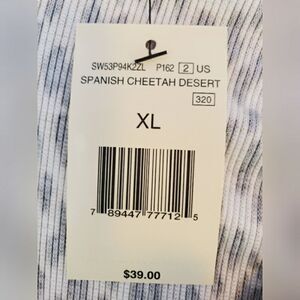 SW53P94K2ZL P162 2 US
SPANISH CHEETAH DESERT
320
XL
7 89447 77712 5
$39.00